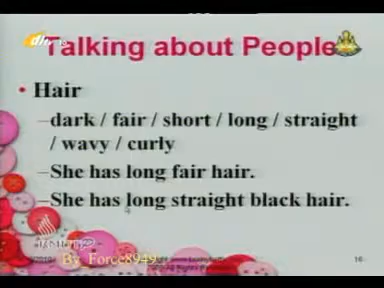 Talking about People
• Hair
–dark / fair / short / long / straight
/ wavy / curly
–She has long fair hair.
–She has long straight black hair.
By Force8949
16